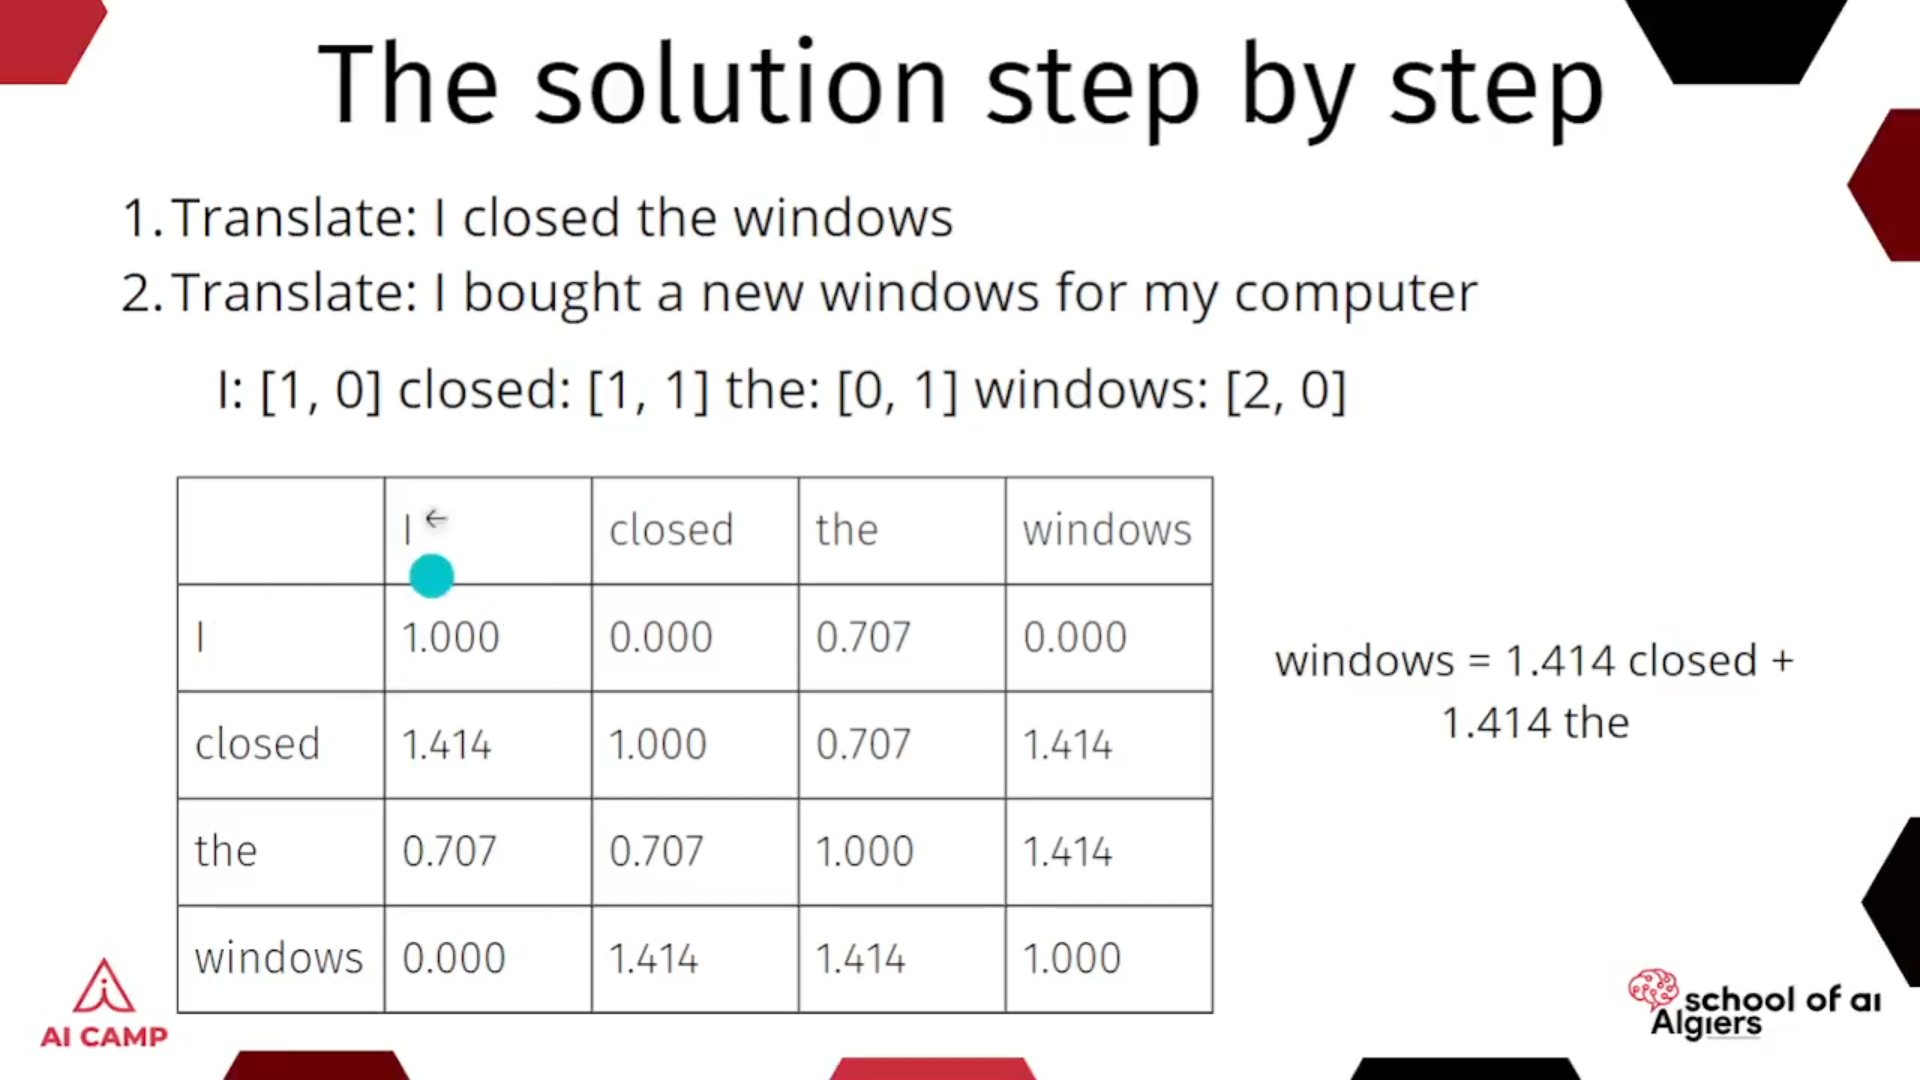 The solution step by step
1. Translate: I closed the windows
2. Translate: I bought a new windows for my computer
I: [1, 0] closed: [1, 1] the: [0, 1] windows: [2, 0]
I ← closed the windows
I 1.000 0.000 0.707 0.000
closed 1.414 1.000 0.707 1.414
the 0.707 0.707 1.000 1.414
windows 0.000 1.414 1.414 1.000
windows = 1.414 closed +
1.414 the
AI CAMP
school of aı
Algıers